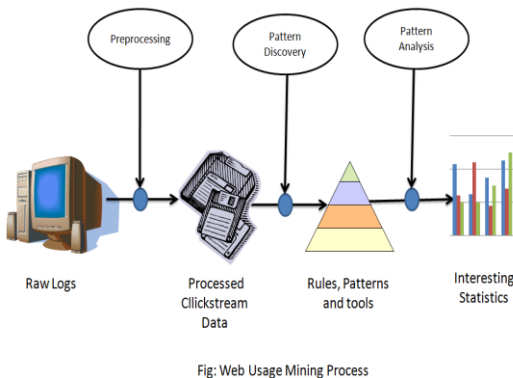 Preprocessing
Pattern
Discovery
Pattern
Analysis
Raw Logs
Processed
Cllickstream
Data
Rules, Patterns
and tools
Interesting
Statistics
Fig: Web Usage Mining Process